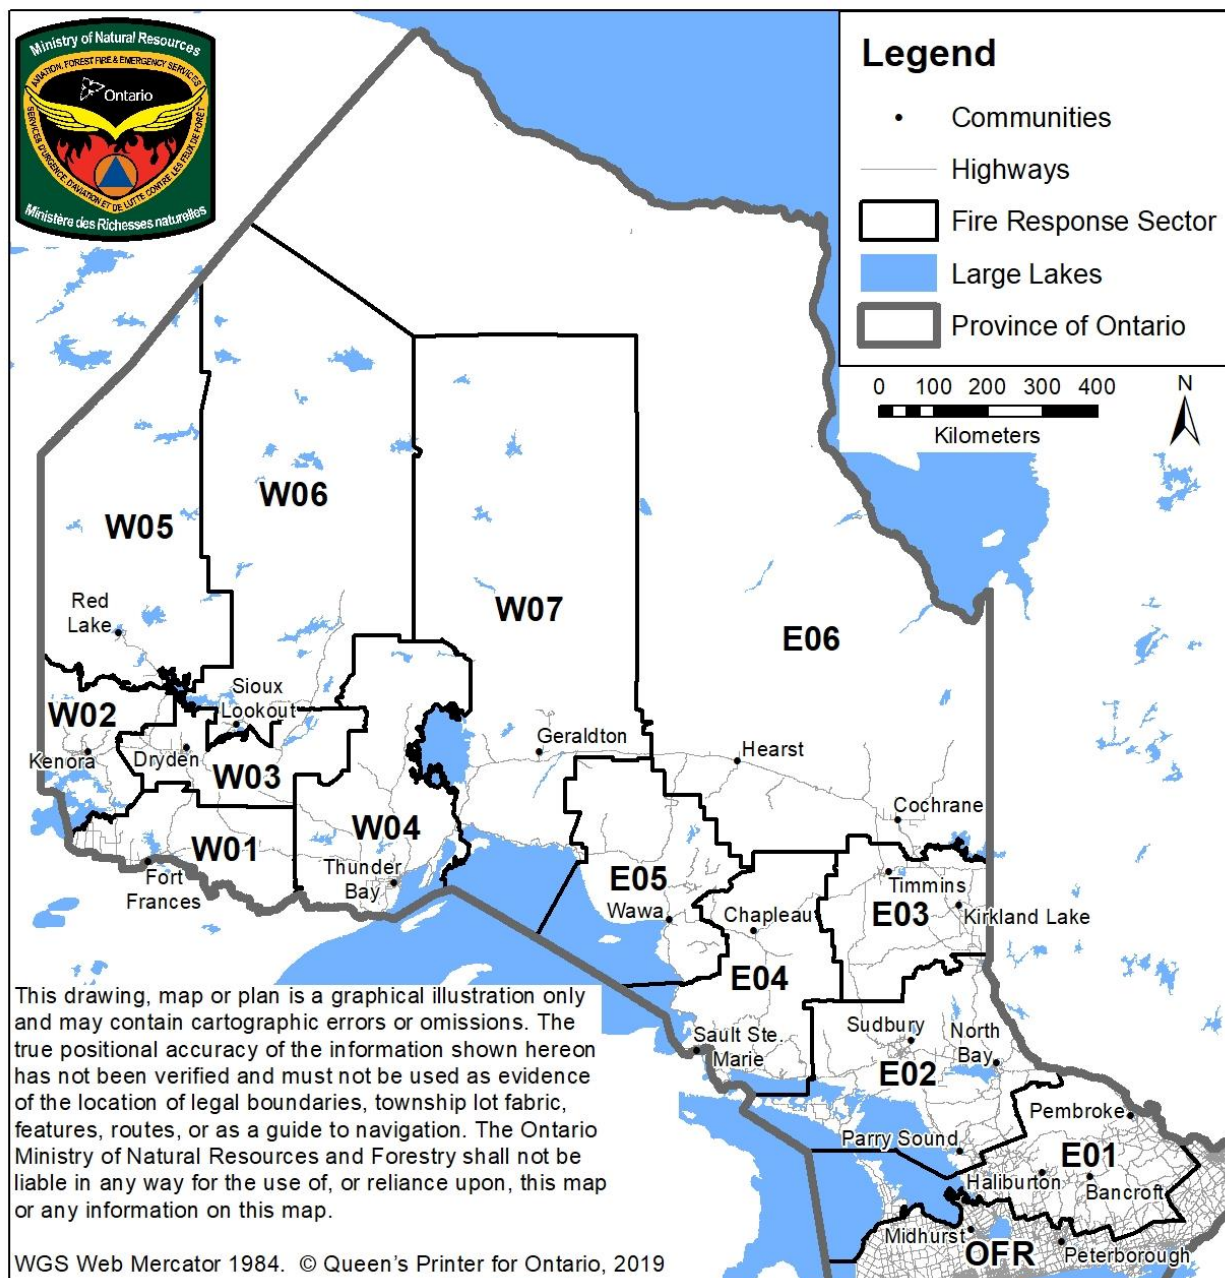 Ministry of Natural Resources
AVIATION, FOREST FIRE & EMERGENCY SERVICES
Ontario
SERVICES D'URGENCE, D'AVIATION ET DE LUTTE CONTRE LES FEUX DE FORÊT
Ministère des Richesses naturelles
Legend
Communities
Highways
Fire Response Sector
Large Lakes
Province of Ontario
0 100 200 300 400
Kilometers
N
W06
W05
W07
Red
Lake
E06
Sioux
Lookout
W02
Kenora
Dryden
W03
Geraldton
Hearst
Cochrane
W04
W01
Thunder
Bay
Fort
Frances
E05
Wawa
Chapleau
Timmins
E03
Kirkland Lake
E04
Sault Ste.
Marie
Sudbury
North
Bay
E02
Pembroke
Parry Sound
E01
Haliburton
Bancroft
Midhurst
OFR
Peterborough
This drawing, map or plan is a graphical illustration only
and may contain cartographic errors or omissions. The
true positional accuracy of the information shown hereon
has not been verified and must not be used as evidence
of the location of legal boundaries, township lot fabric,
features, routes, or as a guide to navigation. The Ontario
Ministry of Natural Resources and Forestry shall not be
liable in any way for the use of, or reliance upon, this map
or any information on this map.
WGS Web Mercator 1984. © Queen's Printer for Ontario, 2019